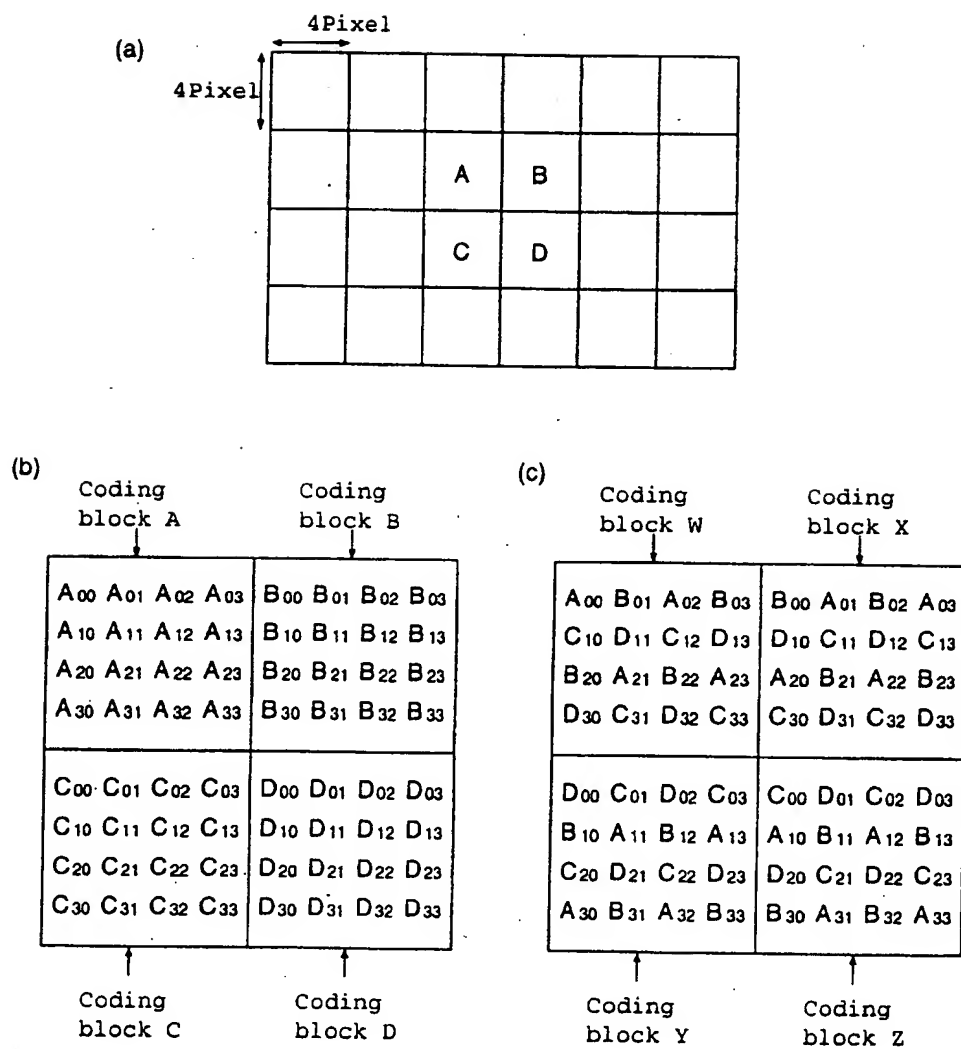 4Pixel
(a)
4Pixel
A B
C D
(b)
Coding
block A
Coding
block B
A00 A01 A02 A03 B00 B01 B02 B03
A10 A11 A12 A13 B10 B11 B12 B13
A20 A21 A22 A23 B20 B21 B22 B23
A30 A31 A32 A33 B30 B31 B32 B33
C00 C01 C02 C03 D00 D01 D02 D03
C10 C11 C12 C13 D10 D11 D12 D13
C20 C21 C22 C23 D20 D21 D22 D23
C30 C31 C32 C33 D30 D31 D32 D33
Coding
block C
Coding
block D
(c)
Coding
block W
Coding
block X
A00 B01 A02 B03 B00 A01 B02 A03
C10 D11 C12 D13 D10 C11 D12 C13
B20 A21 B22 A23 A20 B21 A22 B23
D30 C31 D32 C33 C30 D31 C32 D33
D00 C01 D02 C03 C00 D01 C02 D03
B10 A11 B12 A13 A10 B11 A12 B13
C20 D21 C22 D23 D20 C21 D22 C23
A30 B31 A32 B33 B30 A31 B32 A33
Coding
block Y
Coding
block Z